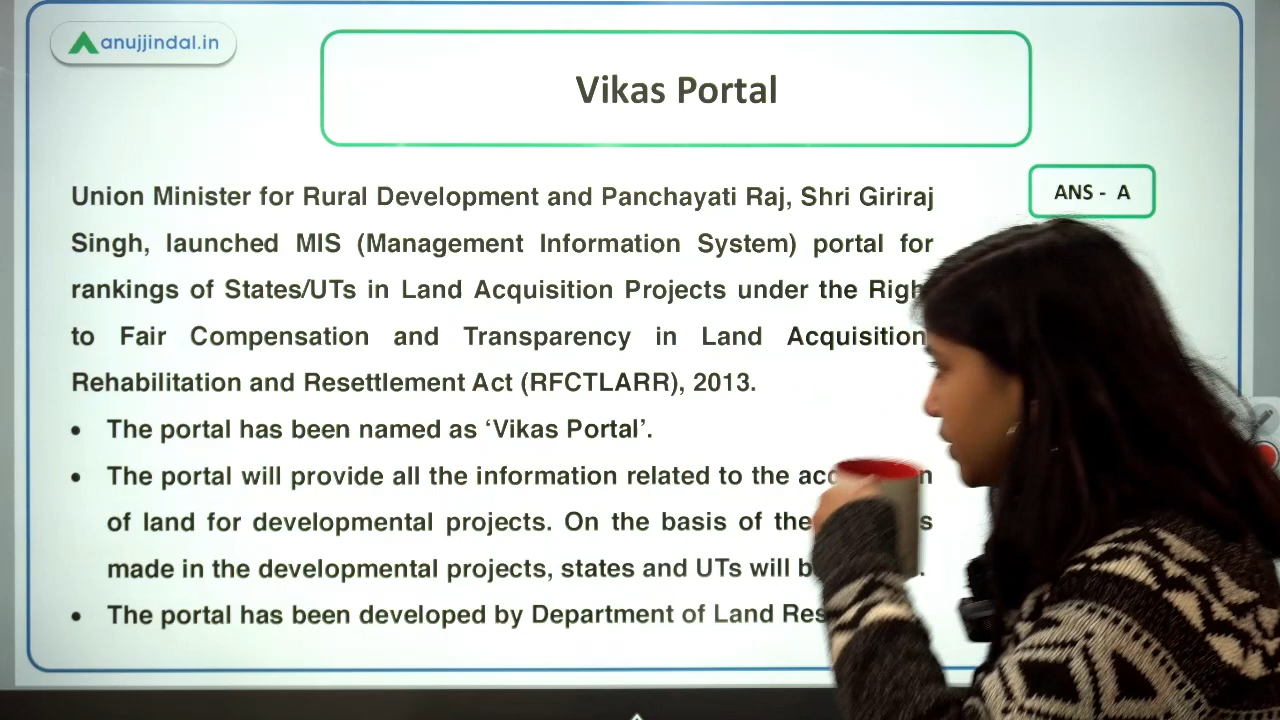 anujjindal.in
Vikas Portal
ANS - A
Union Minister for Rural Development and Panchayati Raj, Shri Giriraj
Singh, launched MIS (Management Information System) portal for
rankings of States/UTs in Land Acquisition Projects under the
to Fair Compensation and Transparency in Land Acquisition
Rehabilitation and Resettlement Act (RFCTLARR), 2013.
• The portal has been named as ‘Vikas Portal’.
• The portal will provide all the information related to the
of land for developmental projects. On the basis of the
made in the developmental projects, states and UTs will
• The portal has been developed by Department of Land